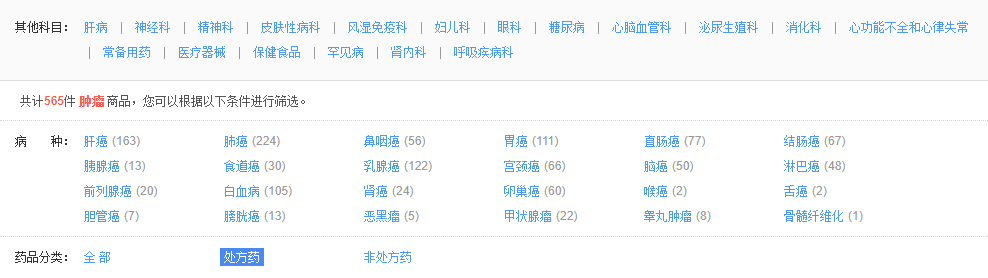 其他科目： 肝病 | 神经科 | 精神科 | 皮肤性病科 | 风湿免疫科 | 妇儿科 | 眼科 | 糖尿病 | 心脑血管科 | 泌尿生殖科 | 消化科 | 心功能不全和心律失常
| 常备用药 | 医疗器械 | 保健食品 | 罕见病 | 肾内科 | 呼吸疾病科
共计565件 肿瘤 商品，您可以根据以下条件进行筛选。
病 种： 肝癌 (163) 肺癌 (224) 鼻咽癌 (56) 胃癌 (111) 直肠癌 (77) 结肠癌 (67)
胰腺癌 (13) 食道癌 (30) 乳腺癌 (122) 宫颈癌 (66) 脑癌 (50) 淋巴癌 (48)
前列腺癌 (20) 白血病 (105) 肾癌 (24) 卵巢癌 (60) 喉癌 (2) 舌癌 (2)
胆管癌 (7) 膀胱癌 (13) 恶黑瘤 (5) 甲状腺瘤 (22) 睾丸肿瘤 (8) 骨髓纤维化 (1)
药品分类： 全 部 处方药 非处方药